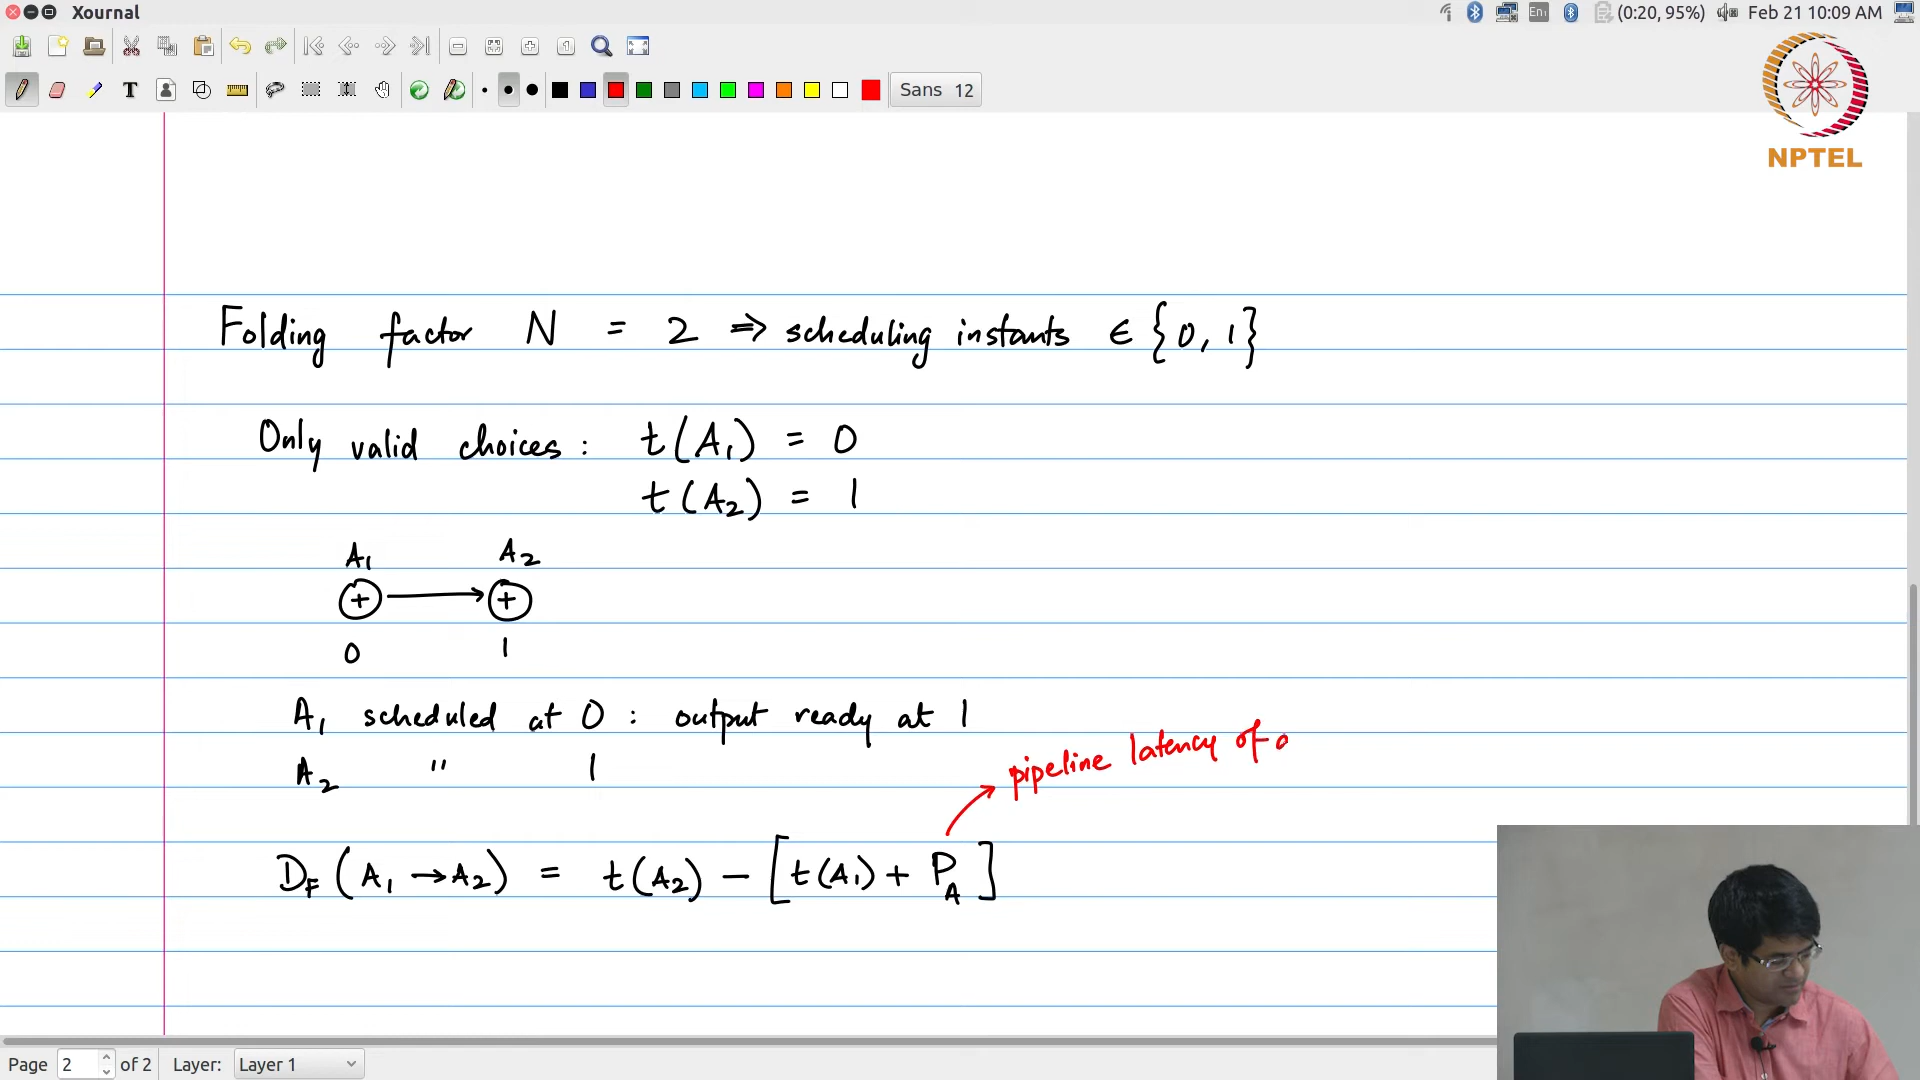 Xournal
(0:20, 95%)
Feb 21 10:09 AM
En1
Sans 12
NPTEL
Folding factor N = 2 ⇒ scheduling instants ∈ {0, 1}
Only valid choices : t(A₁) = 0
t(A₂) = 1
A₁ A₂
+ → +
0 1
A₁ scheduled at 0 : output ready at 1
A₂ " 1
pipeline latency of a
D_F (A₁ → A₂) = t(A₂) − [t(A₁) + P_A]
Page 2 of 2 Layer: Layer 1